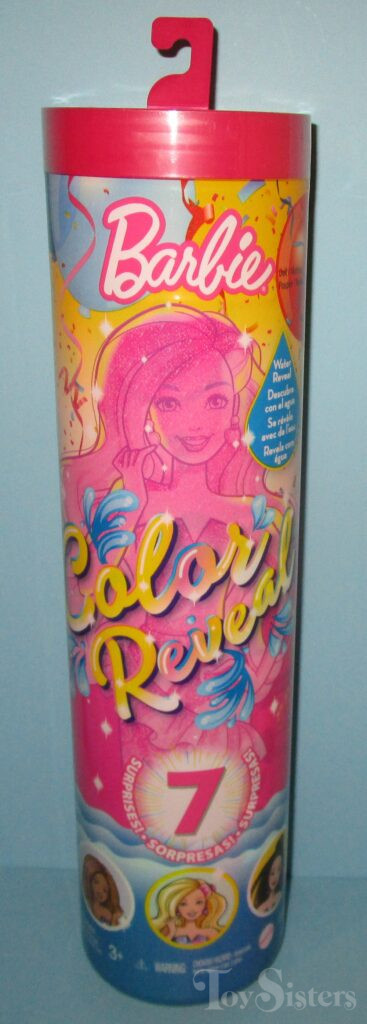 Barbie
Water
Reveal
Descubre
con el agua
Se révèle
avec de l'eau
Revela com a
água
Color
Reveal
7
SURPRISES! • SORPRESAS! • SURPRESAS!
3+
WARNING:
ToySisters